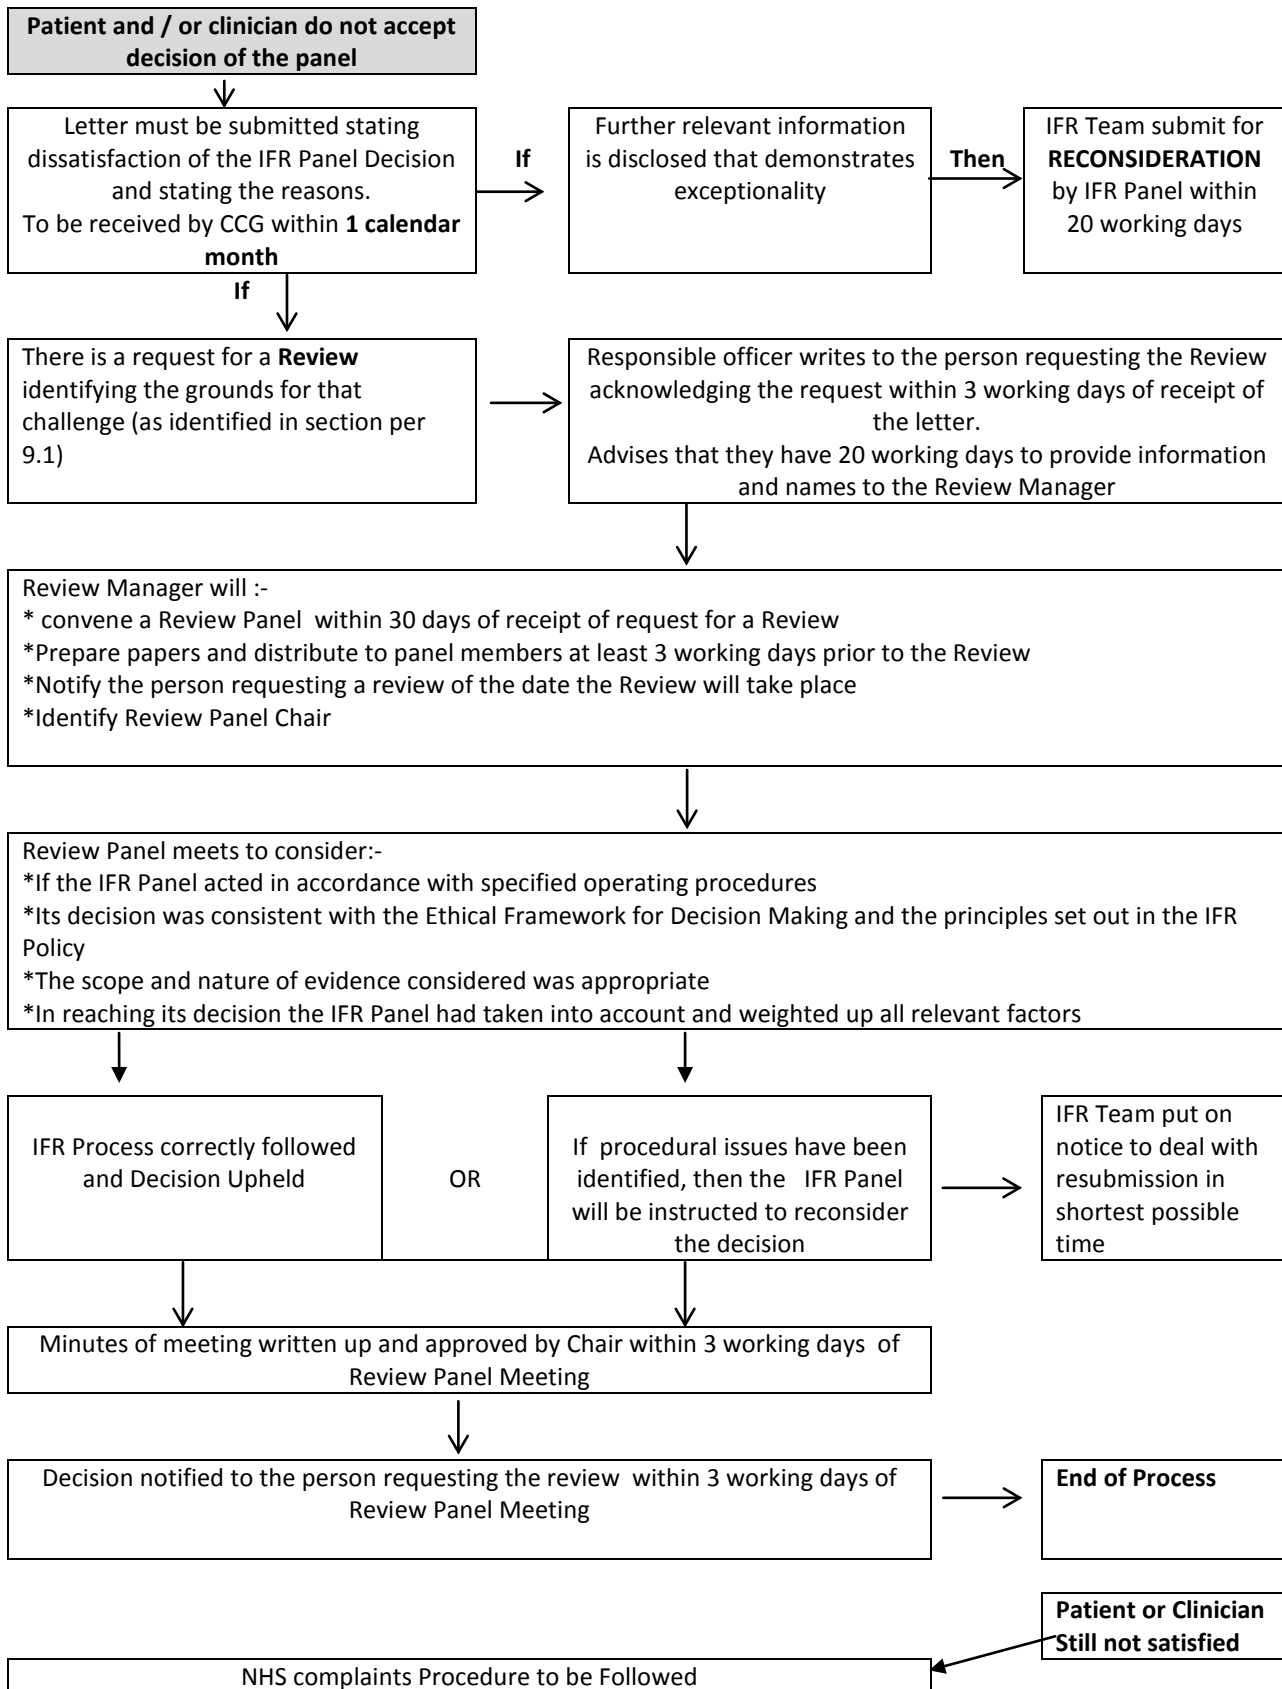 Patient and / or clinician do not accept
decision of the panel
Letter must be submitted stating
dissatisfaction of the IFR Panel Decision
and stating the reasons.
To be received by CCG within 1 calendar
month
If
Further relevant information
is disclosed that demonstrates
exceptionality
Then
IFR Team submit for
RECONSIDERATION
by IFR Panel within
20 working days
If
There is a request for a Review
identifying the grounds for that
challenge (as identified in section per
9.1)
Responsible officer writes to the person requesting the Review
acknowledging the request within 3 working days of receipt of
the letter.
Advises that they have 20 working days to provide information
and names to the Review Manager
Review Manager will :-
* convene a Review Panel  within 30 days of receipt of request for a Review
*Prepare papers and distribute to panel members at least 3 working days prior to the Review
*Notify the person requesting a review of the date the Review will take place
*Identify Review Panel Chair
Review Panel meets to consider:-
*If the IFR Panel acted in accordance with specified operating procedures
*Its decision was consistent with the Ethical Framework for Decision Making and the principles set out in the IFR
Policy
*The scope and nature of evidence considered was appropriate
*In reaching its decision the IFR Panel had taken into account and weighted up all relevant factors
IFR Process correctly followed
and Decision Upheld
OR
If  procedural issues have been
identified, then the   IFR Panel
will be instructed to reconsider
the decision
IFR Team put on
notice to deal with
resubmission in
shortest possible
time
Minutes of meeting written up and approved by Chair within 3 working days  of
Review Panel Meeting
Decision notified to the person requesting the review  within 3 working days of
Review Panel Meeting
End of Process
Patient or Clinician
Still not satisfied
NHS complaints Procedure to be Followed